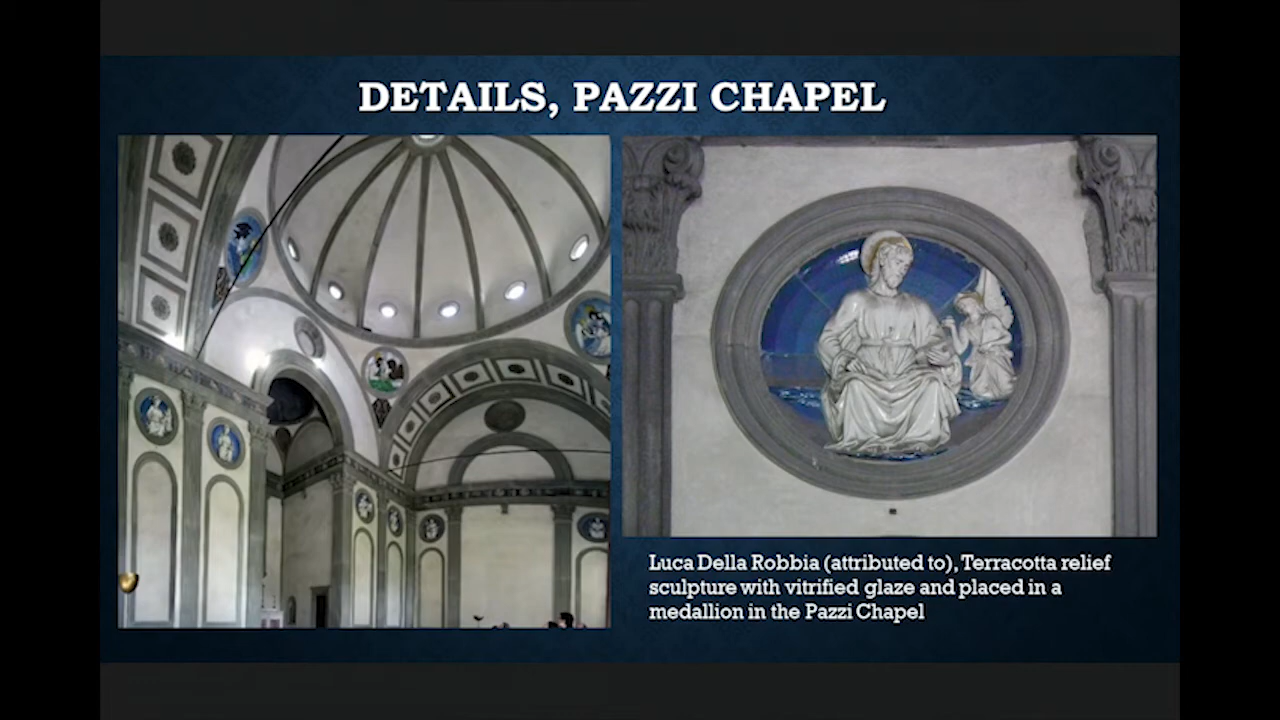 DETAILS, PAZZI CHAPEL
Luca Della Robbia (attributed to), Terracotta relief
sculpture with vitrified glaze and placed in a
medallion in the Pazzi Chapel